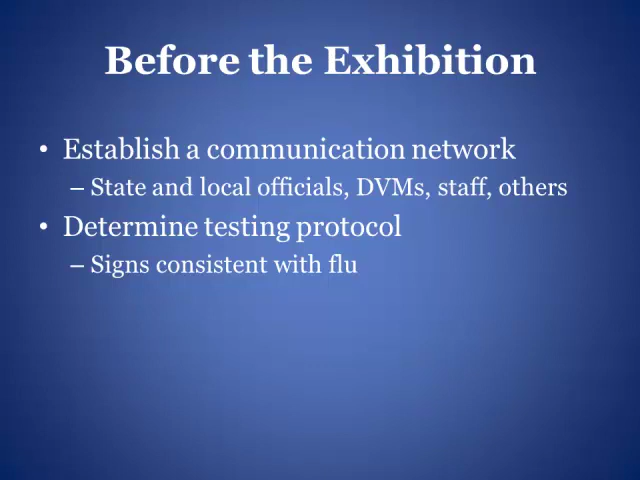 Before the Exhibition
• Establish a communication network
– State and local officials, DVMs, staff, others
• Determine testing protocol
– Signs consistent with flu